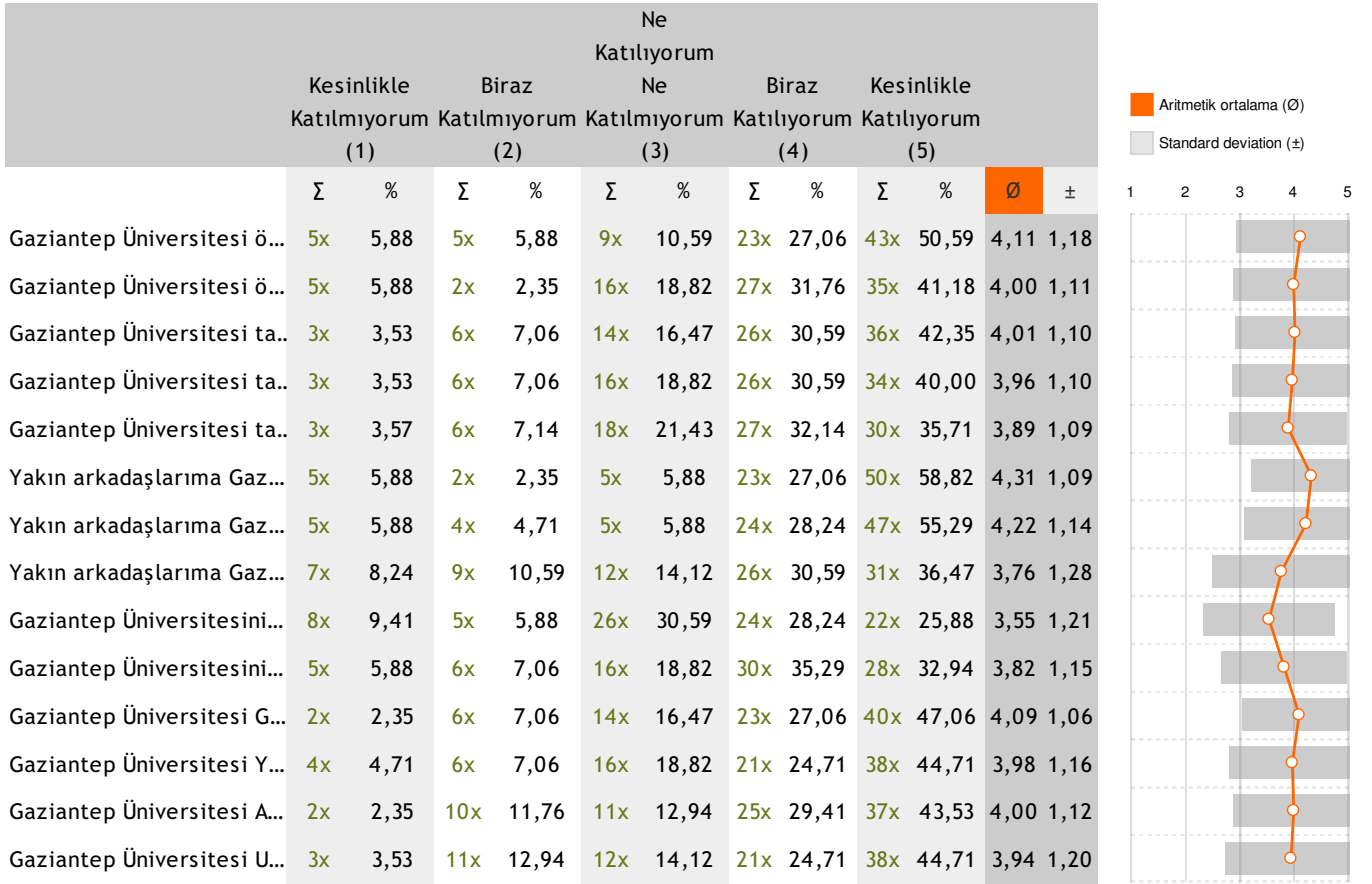 Ne
Katılıyorum
Kesinlikle Biraz Ne Biraz Kesinlikle
Katılmıyorum Katılmıyorum Katılmıyorum Katılıyorum Katılıyorum
(1) (2) (3) (4) (5)
Aritmetik ortalama (Ø)
Standard deviation (±)
Σ % Σ % Σ % Σ % Σ % Ø ± 1 2 3 4 5
Gaziantep Üniversitesi ö... 5x 5,88 5x 5,88 9x 10,59 23x 27,06 43x 50,59 4,11 1,18
Gaziantep Üniversitesi ö... 5x 5,88 2x 2,35 16x 18,82 27x 31,76 35x 41,18 4,00 1,11
Gaziantep Üniversitesi ta.. 3x 3,53 6x 7,06 14x 16,47 26x 30,59 36x 42,35 4,01 1,10
Gaziantep Üniversitesi ta.. 3x 3,53 6x 7,06 16x 18,82 26x 30,59 34x 40,00 3,96 1,10
Gaziantep Üniversitesi ta.. 3x 3,57 6x 7,14 18x 21,43 27x 32,14 30x 35,71 3,89 1,09
Yakın arkadaşlarıma Gaz... 5x 5,88 2x 2,35 5x 5,88 23x 27,06 50x 58,82 4,31 1,09
Yakın arkadaşlarıma Gaz... 5x 5,88 4x 4,71 5x 5,88 24x 28,24 47x 55,29 4,22 1,14
Yakın arkadaşlarıma Gaz... 7x 8,24 9x 10,59 12x 14,12 26x 30,59 31x 36,47 3,76 1,28
Gaziantep Üniversitesini... 8x 9,41 5x 5,88 26x 30,59 24x 28,24 22x 25,88 3,55 1,21
Gaziantep Üniversitesini... 5x 5,88 6x 7,06 16x 18,82 30x 35,29 28x 32,94 3,82 1,15
Gaziantep Üniversitesi G... 2x 2,35 6x 7,06 14x 16,47 23x 27,06 40x 47,06 4,09 1,06
Gaziantep Üniversitesi Y... 4x 4,71 6x 7,06 16x 18,82 21x 24,71 38x 44,71 3,98 1,16
Gaziantep Üniversitesi A... 2x 2,35 10x 11,76 11x 12,94 25x 29,41 37x 43,53 4,00 1,12
Gaziantep Üniversitesi U... 3x 3,53 11x 12,94 12x 14,12 21x 24,71 38x 44,71 3,94 1,20